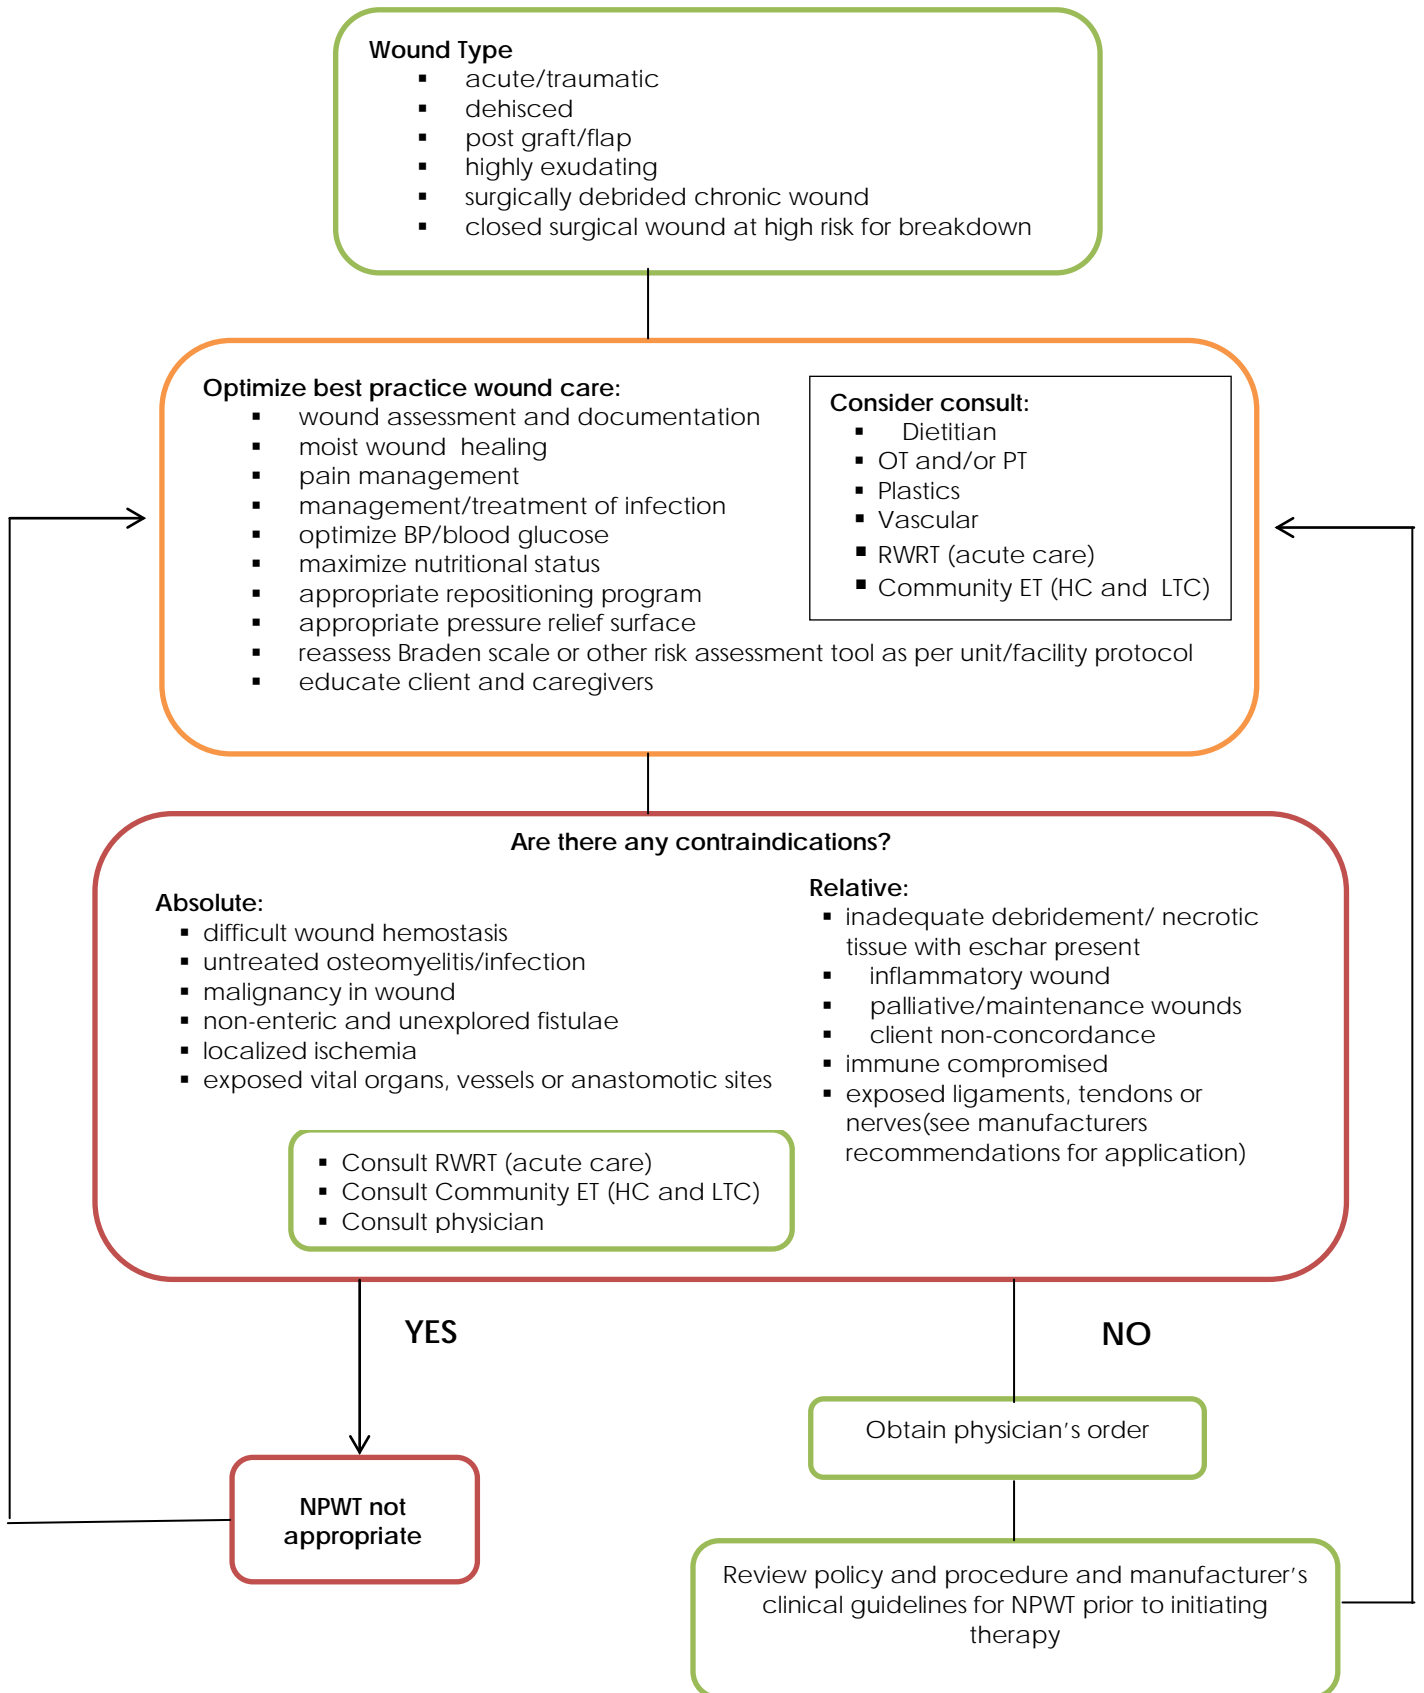 Wound Type
▪ acute/traumatic
▪ dehisced
▪ post graft/flap
▪ highly exudating
▪ surgically debrided chronic wound
▪ closed surgical wound at high risk for breakdown
Optimize best practice wound care:
▪ wound assessment and documentation
▪ moist wound healing
▪ pain management
▪ management/treatment of infection
▪ optimize BP/blood glucose
▪ maximize nutritional status
▪ appropriate repositioning program
▪ appropriate pressure relief surface
▪ reassess Braden scale or other risk assessment tool as per unit/facility protocol
▪ educate client and caregivers
Consider consult:
▪ Dietitian
▪ OT and/or PT
▪ Plastics
▪ Vascular
▪ RWRT (acute care)
▪ Community ET (HC and LTC)
Are there any contraindications?
Absolute:
▪ difficult wound hemostasis
▪ untreated osteomyelitis/infection
▪ malignancy in wound
▪ non-enteric and unexplored fistulae
▪ localized ischemia
▪ exposed vital organs, vessels or anastomotic sites
Relative:
▪ inadequate debridement/ necrotic
tissue with eschar present
▪ inflammatory wound
▪ palliative/maintenance wounds
▪ client non-concordance
▪ immune compromised
▪ exposed ligaments, tendons or
nerves(see manufacturers
recommendations for application)
▪ Consult RWRT (acute care)
▪ Consult Community ET (HC and LTC)
▪ Consult physician
YES
NO
NPWT not
appropriate
Obtain physician's order
Review policy and procedure and manufacturer's
clinical guidelines for NPWT prior to initiating
therapy